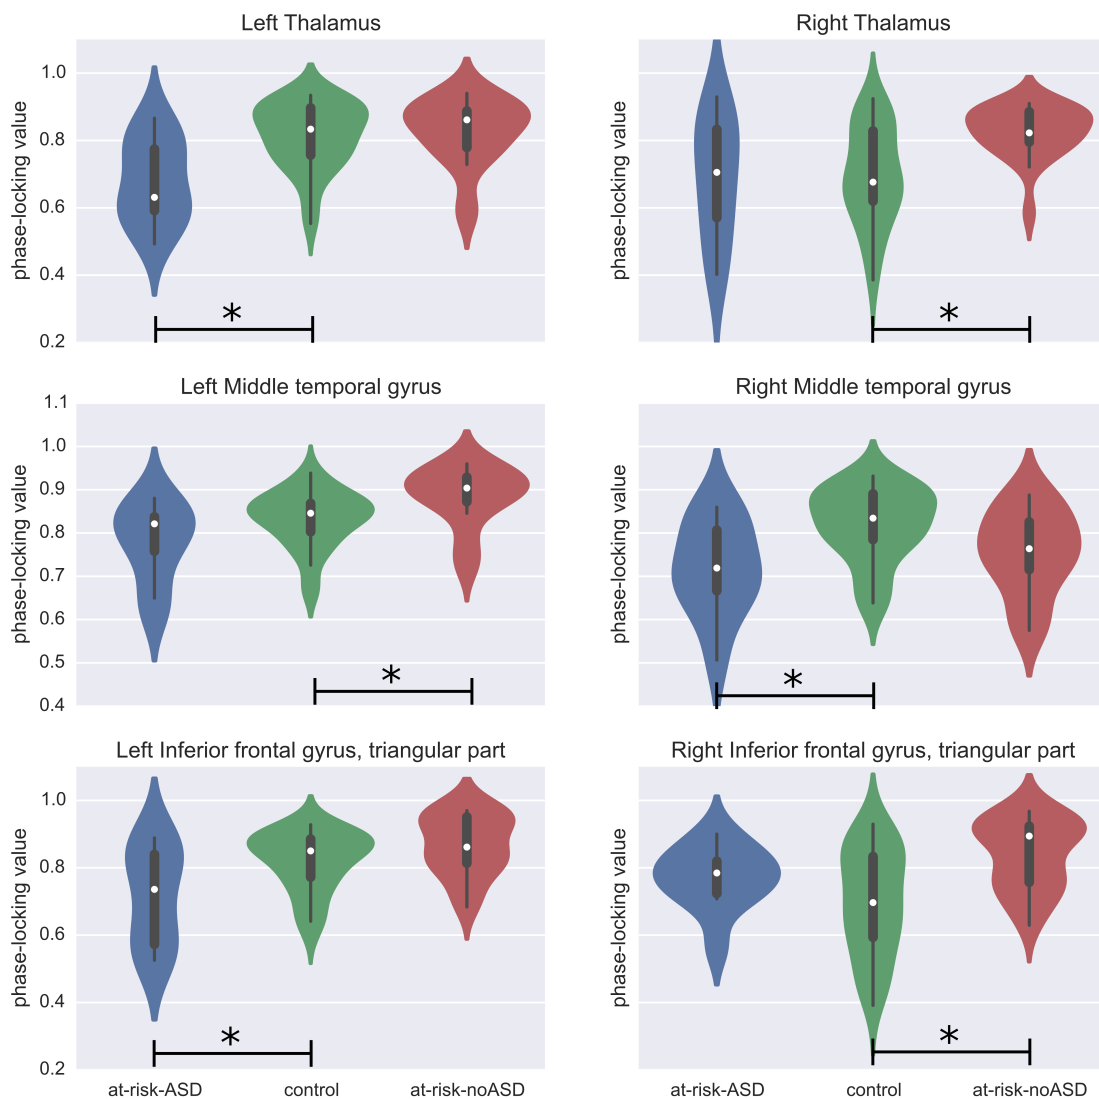 Left Thalamus
Right Thalamus
phase-locking value
1.0
0.8
0.6
0.4
0.2
*
phase-locking value
*
Left Middle temporal gyrus
Right Middle temporal gyrus
phase-locking value
1.1
1.0
0.9
0.8
0.7
0.6
0.5
0.4
*
phase-locking value
*
Left Inferior frontal gyrus, triangular part
Right Inferior frontal gyrus, triangular part
phase-locking value
1.0
0.8
0.6
0.4
0.2
*
phase-locking value
*
at-risk-ASD control at-risk-noASD
at-risk-ASD control at-risk-noASD